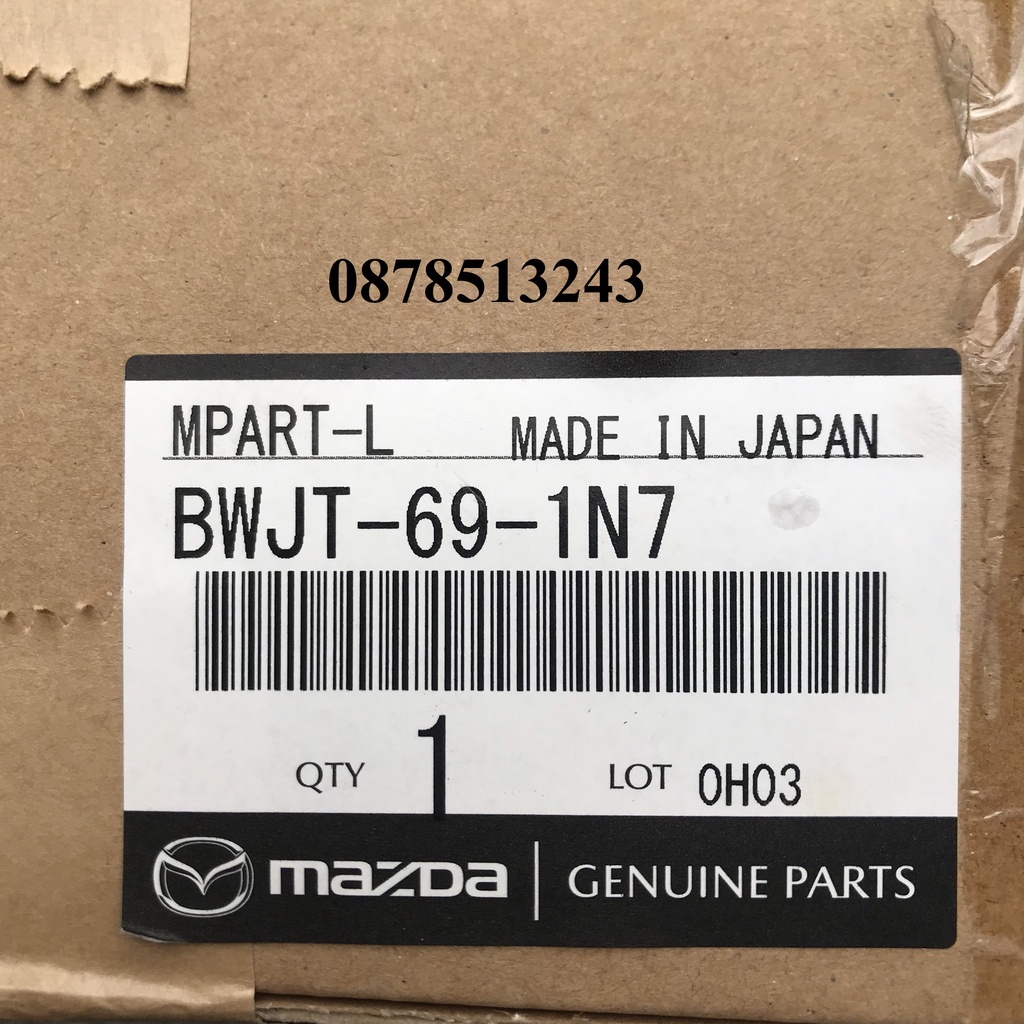 0878513243
MPART-L MADE IN JAPAN
BWJT-69-1N7
QTY 1 LOT 0H03
mazda GENUINE PARTS